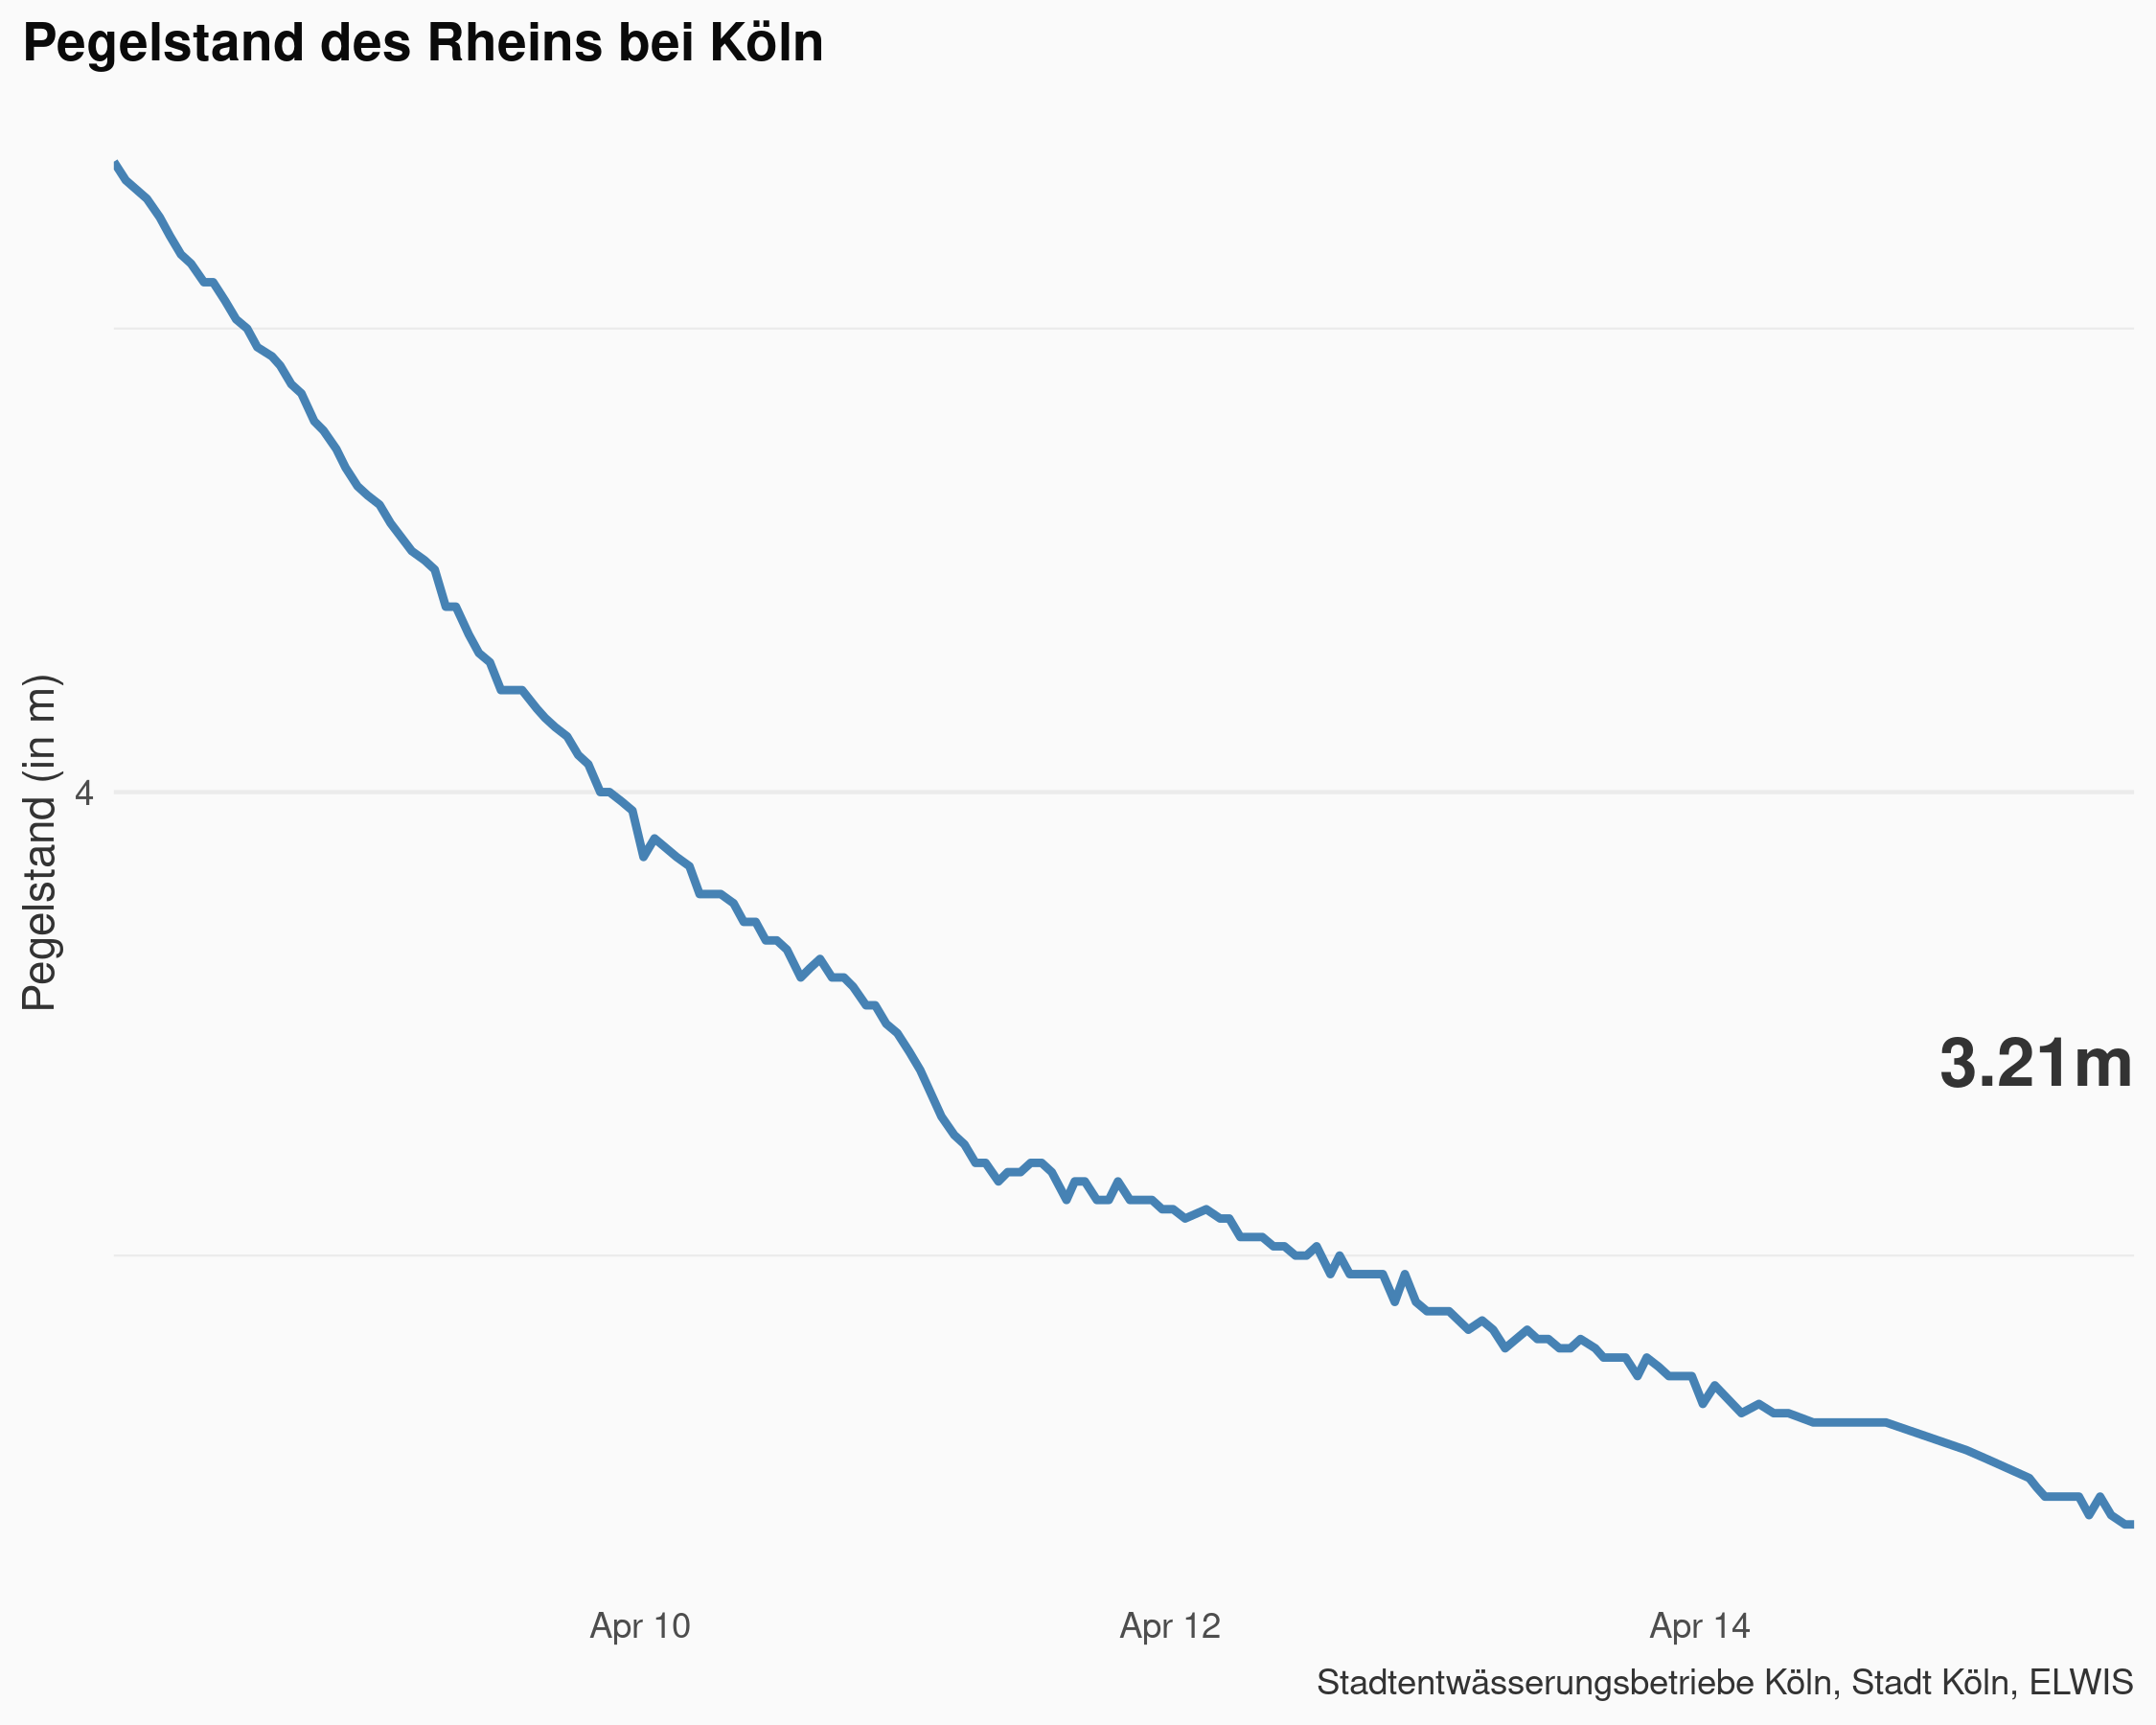 Pegelstand des Rheins bei Köln
Pegelstand (in m)
4
3.21m
Apr 10
Apr 12
Apr 14
Stadtentwässerungsbetriebe Köln, Stadt Köln, ELWIS